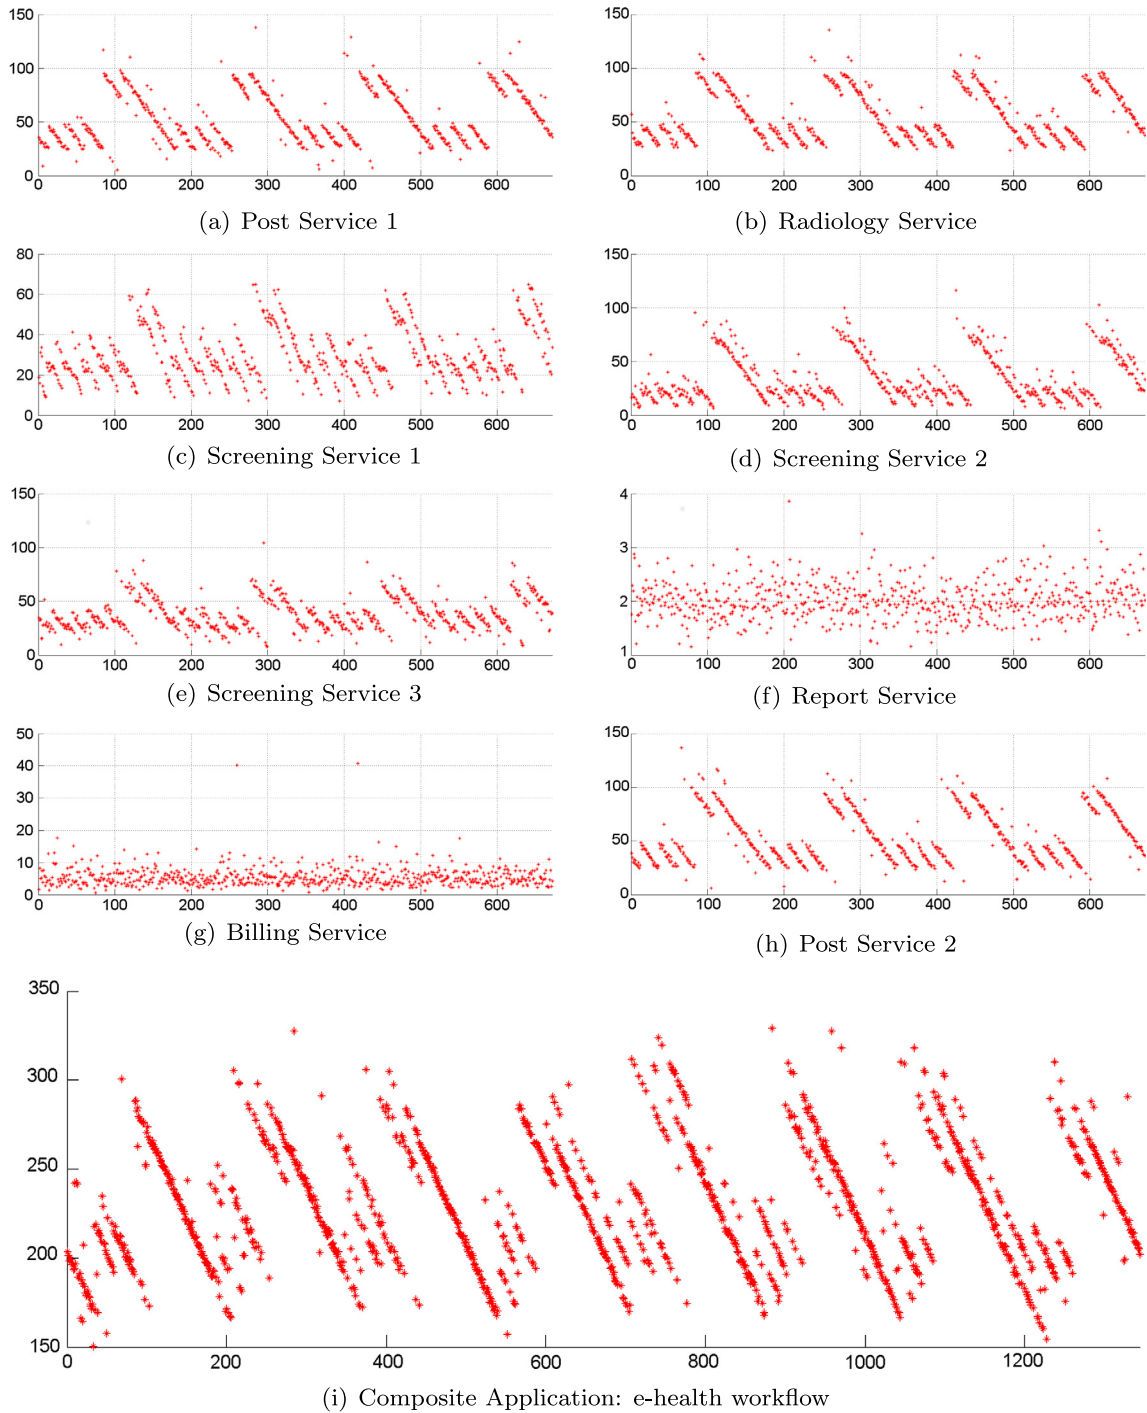 150
100
50
0
0 100 200 300 400 500 600
(a) Post Service 1
150
100
50
0
0 100 200 300 400 500 600
(b) Radiology Service
80
60
40
20
0
0 100 200 300 400 500 600
(c) Screening Service 1
150
100
50
0
0 100 200 300 400 500 600
(d) Screening Service 2
150
100
50
0
0 100 200 300 400 500 600
(e) Screening Service 3
4
3
2
1
0 100 200 300 400 500 600
(f) Report Service
50
40
30
20
10
0
0 100 200 300 400 500 600
(g) Billing Service
150
100
50
0
0 100 200 300 400 500 600
(h) Post Service 2
350
300
250
200
150
0 200 400 600 800 1000 1200
(i) Composite Application: e-health workflow